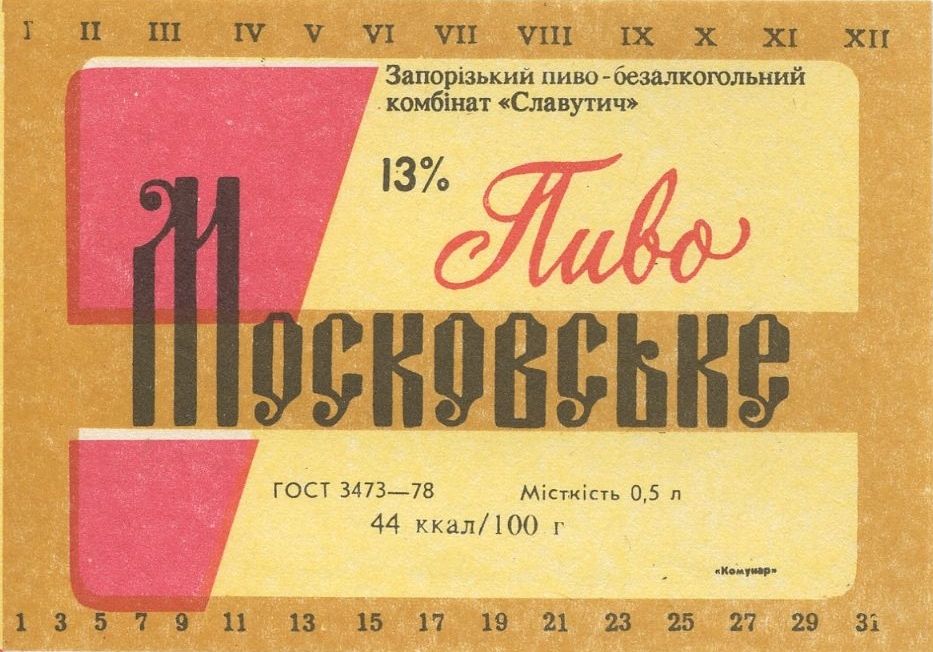 I II III IV V VI VII VIII IX X XI XII
Запорізький пиво-безалкогольний
комбінат «Славутич»
13% Пиво
Московське
ГОСТ 3473—78 Місткість 0,5 л
44 ккал/100 г
«Комунар»
1 3 5 7 9 11 13 15 17 19 21 23 25 27 29 31